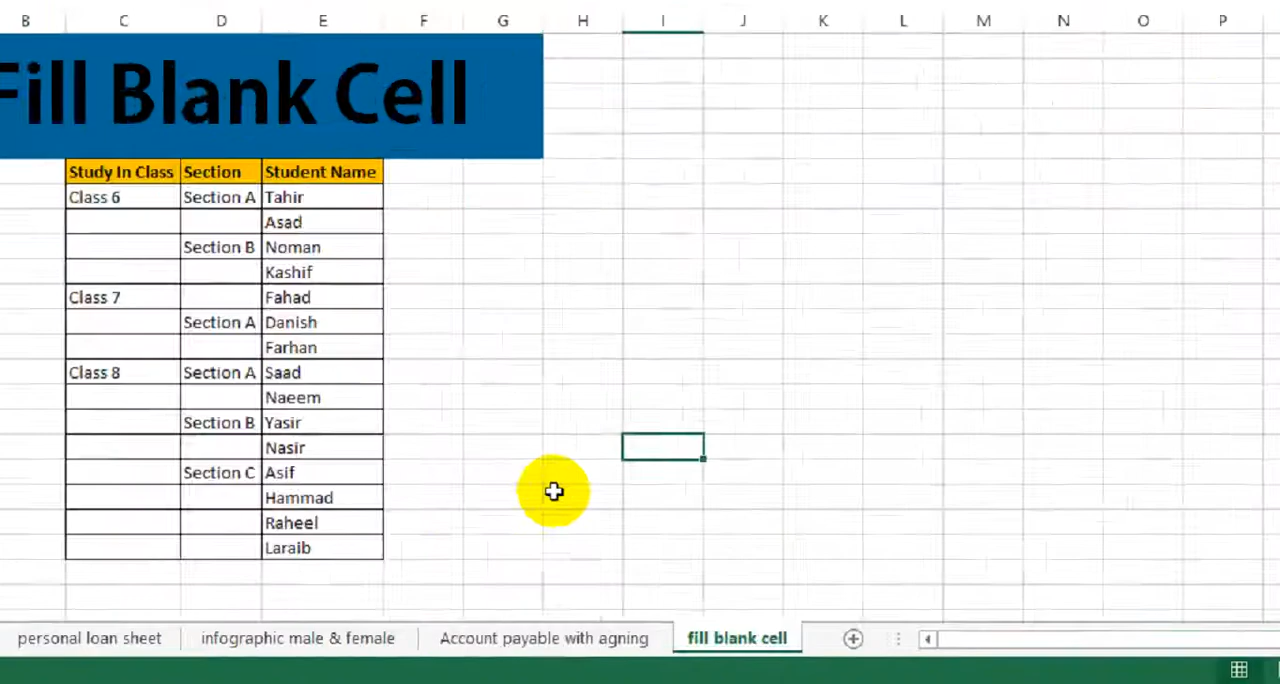 B C D E F G H I J K L M N O P
Fill Blank Cell
Study In Class Section Student Name
Class 6 Section A Tahir
Asad
Section B Noman
Kashif
Class 7 Fahad
Section A Danish
Farhan
Class 8 Section A Saad
Naeem
Section B Yasir
Nasir
Section C Asif
Hammad
Raheel
Laraib
personal loan sheet infographic male & female Account payable with agning fill blank cell